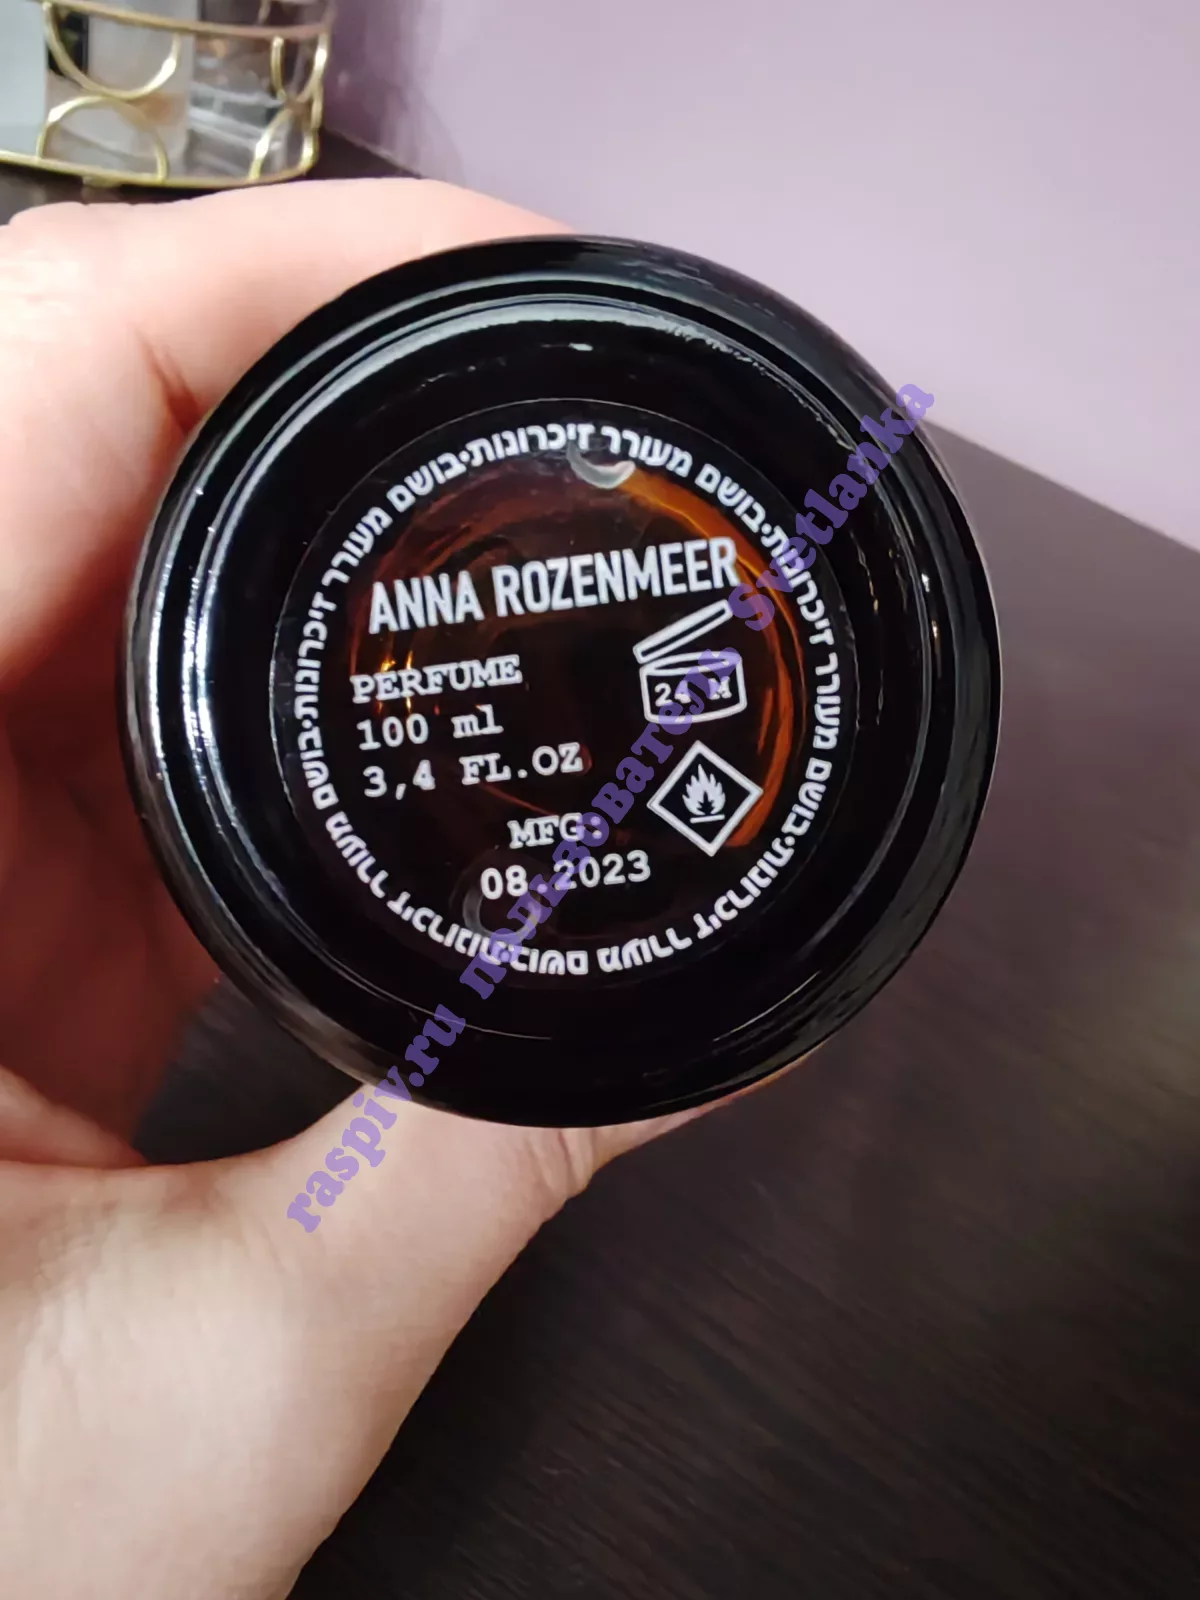 בושם מעורר זיכרונות•בושם מעורר זיכרונות•בושם מעורר זיכרונות•בושם מעורר זיכרונות•
ANNA ROZENMEER
PERFUME
100 ml
3,4 FL.OZ
24 M
MFG:
08.2023
raspiv.ru пользователь Svetlanka